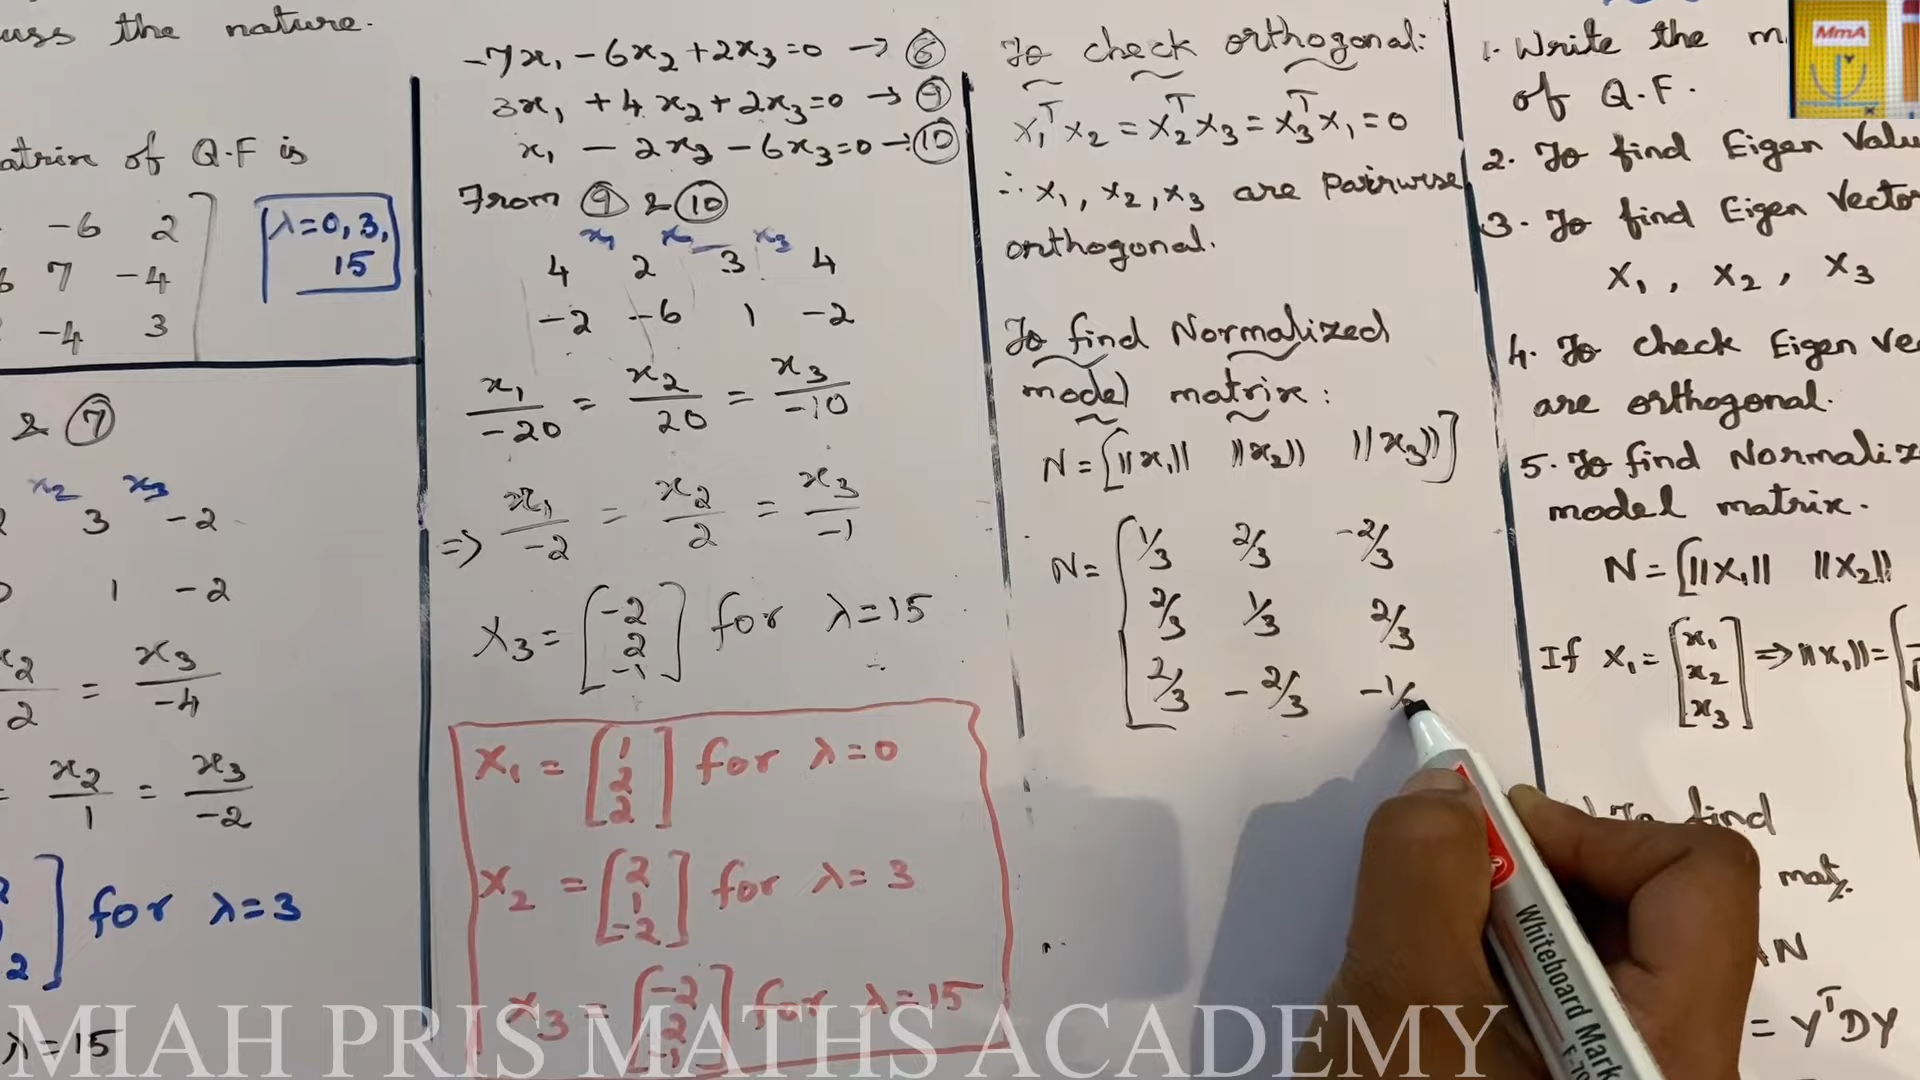 uss the nature.
atrix of Q.F is
-6 2
7 -4
-4 3
λ=0, 3,
15
& ⑦
x2 x3
3 -2
1 -2
x2/2 = x3/-4
= x2/1 = x3/-2
] for λ=3
2
λ=15
-7x1 -6x2 +2x3=0 → ⑧
3x1 +4x2 +2x3=0 → ⑨
x1 - 2x2 -6x3=0 → ⑩
From ⑨ & ⑩
x1 x2 x3
4 2 3 4
-2 -6 1 -2
x1/-20 = x2/20 = x3/-10
=> x1/-2 = x2/2 = x3/-1
X3 = [-2 2 -1] for λ=15
X1 = [1 2 2] for λ=0
X2 = [2 1 -2] for λ=3
X3 = [-2 2 -1] for λ=15
To check orthogonal:
X1ᵀX2 = X2ᵀX3 = X3ᵀX1 = 0
∴ X1, X2, X3 are Pairwise
orthogonal.
To find Normalized
model matrix:
N = [||x1|| ||x2|| ||x3||]
N = [1/3 2/3 -2/3
2/3 1/3 2/3
2/3 -2/3 -1/
1. Write the m
of Q.F.
2. To find Eigen Valu
3. To find Eigen Vector
X1, X2, X3
4. To check Eigen Ve
are orthogonal.
5. To find Normaliz
model matrix.
N = [||X1|| ||X2||
If X1 = [x1 x2 x3] => ||X1|| = [
To find
mat.
N
= YᵀDY
MmA
Whiteboard Mark
MIAH PRIS MATHS ACADEMY